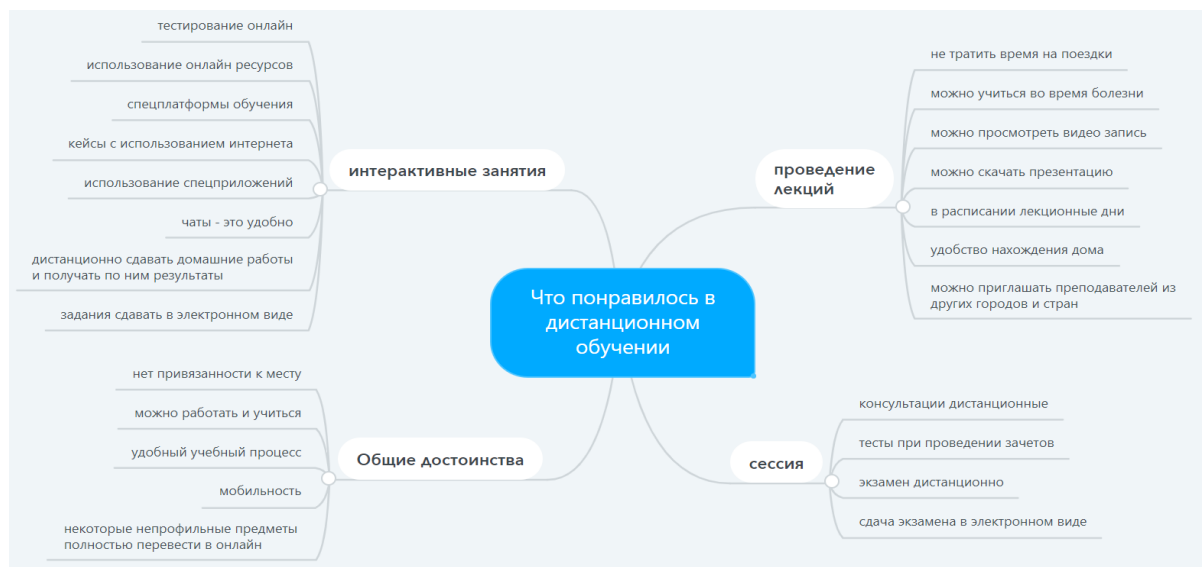 Что понравилось в
дистанционном
обучении
интерактивные занятия
тестирование онлайн
использование онлайн ресурсов
спецплатформы обучения
кейсы с использованием интернета
использование спецприложений
чаты - это удобно
дистанционно сдавать домашние работы
и получать по ним результаты
задания сдавать в электронном виде
Общие достоинства
нет привязанности к месту
можно работать и учиться
удобный учебный процесс
мобильность
некоторые непрофильные предметы
полностью перевести в онлайн
проведение
лекций
не тратить время на поездки
можно учиться во время болезни
можно просмотреть видео запись
можно скачать презентацию
в расписании лекционные дни
удобство нахождения дома
можно приглашать преподавателей из
других городов и стран
сессия
консультации дистанционные
тесты при проведении зачетов
экзамен дистанционно
сдача экзамена в электронном виде